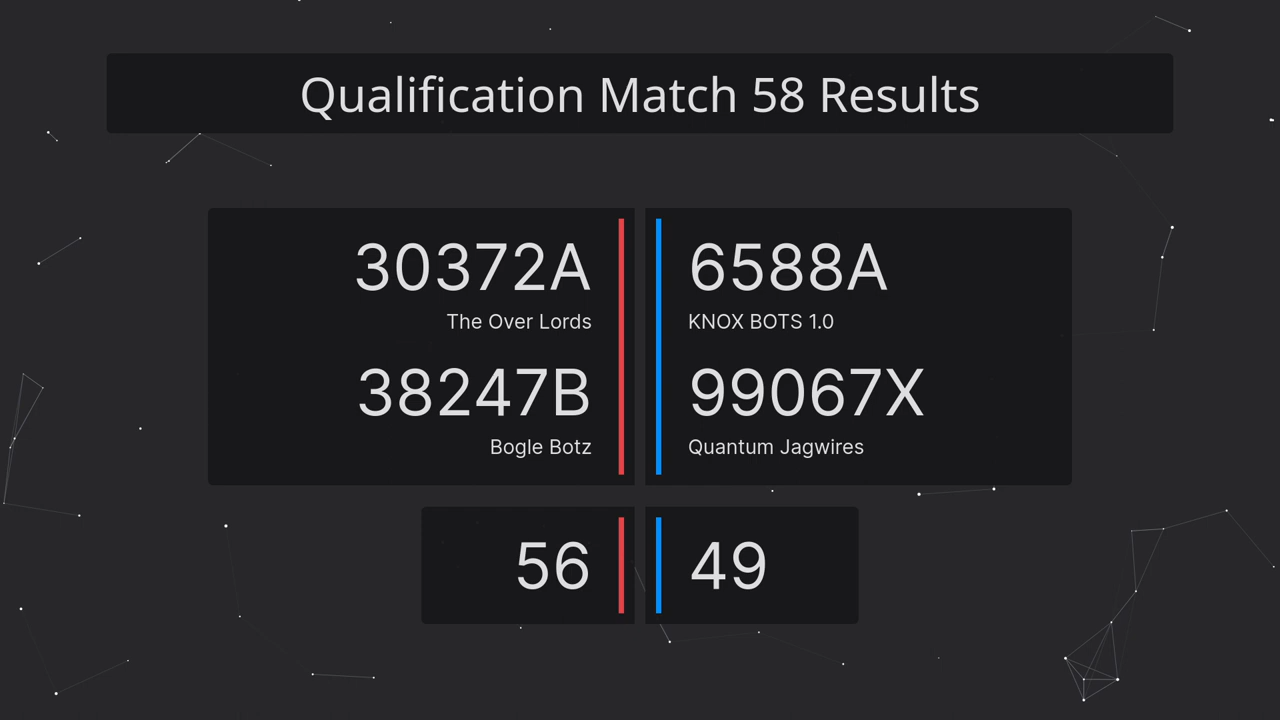 Qualification Match 58 Results
30372A
The Over Lords
38247B
Bogle Botz
6588A
KNOX BOTS 1.0
99067X
Quantum Jagwires
56
49